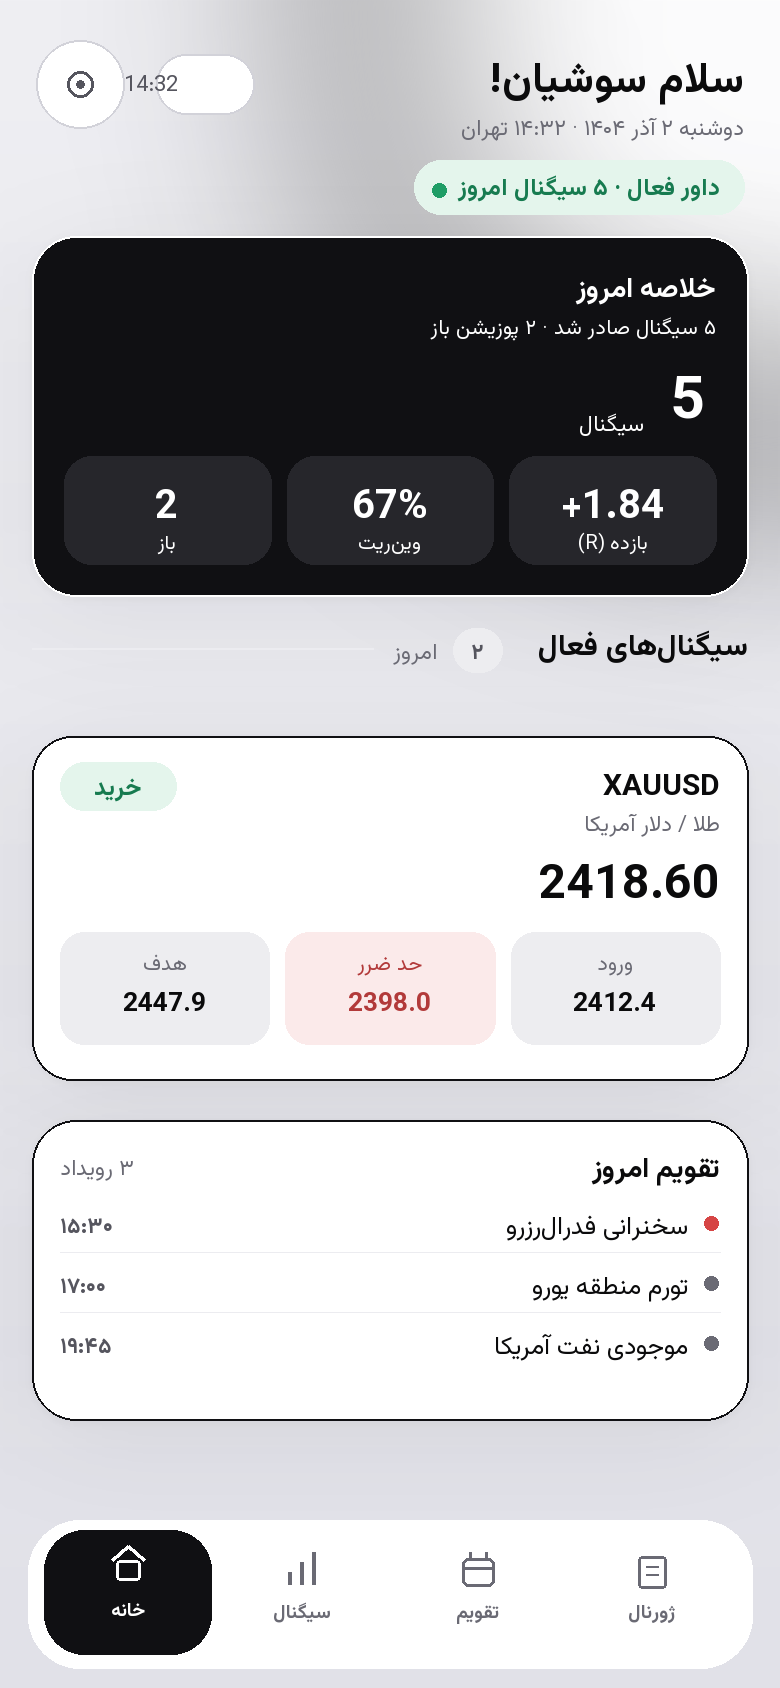 سلام سوشیان!
14:32
دوشنبه ۲ آذر ۱۴۰۴ · ۱۴:۳۲ تهران
داور فعال · ۵ سیگنال امروز
خلاصه امروز
۵ سیگنال صادر شد · ۲ پوزیشن باز
5 سیگنال
+1.84
بازده (R)
67%
وین‌ریت
2
باز
سیگنال‌های فعال ۲ امروز
XAUUSD
خرید
طلا / دلار آمریکا
2418.60
ورود
2412.4
حد ضرر
2398.0
هدف
2447.9
تقویم امروز ۳ رویداد
سخنرانی فدرال‌رزرو ۱۵:۳۰
تورم منطقه یورو ۱۷:۰۰
موجودی نفت آمریکا ۱۹:۴۵
ژورنال
تقویم
سیگنال
خانه